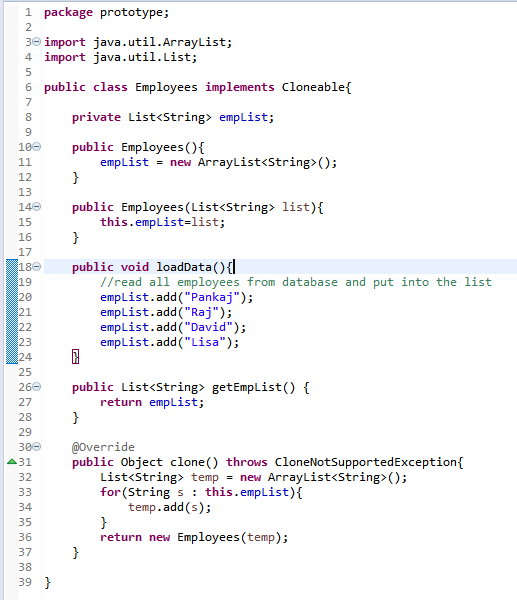 1 package prototype;
2
3 import java.util.ArrayList;
4 import java.util.List;
5
6 public class Employees implements Cloneable{
7
8     private List<String> empList;
9
10     public Employees(){
11         empList = new ArrayList<String>();
12     }
13
14     public Employees(List<String> list){
15         this.empList=list;
16     }
17
18     public void loadData(){
19         //read all employees from database and put into the list
20         empList.add("Pankaj");
21         empList.add("Raj");
22         empList.add("David");
23         empList.add("Lisa");
24     }
25
26     public List<String> getEmpList() {
27         return empList;
28     }
29
30     @Override
31     public Object clone() throws CloneNotSupportedException{
32         List<String> temp = new ArrayList<String>();
33         for(String s : this.empList){
34             temp.add(s);
35         }
36         return new Employees(temp);
37     }
38
39 }